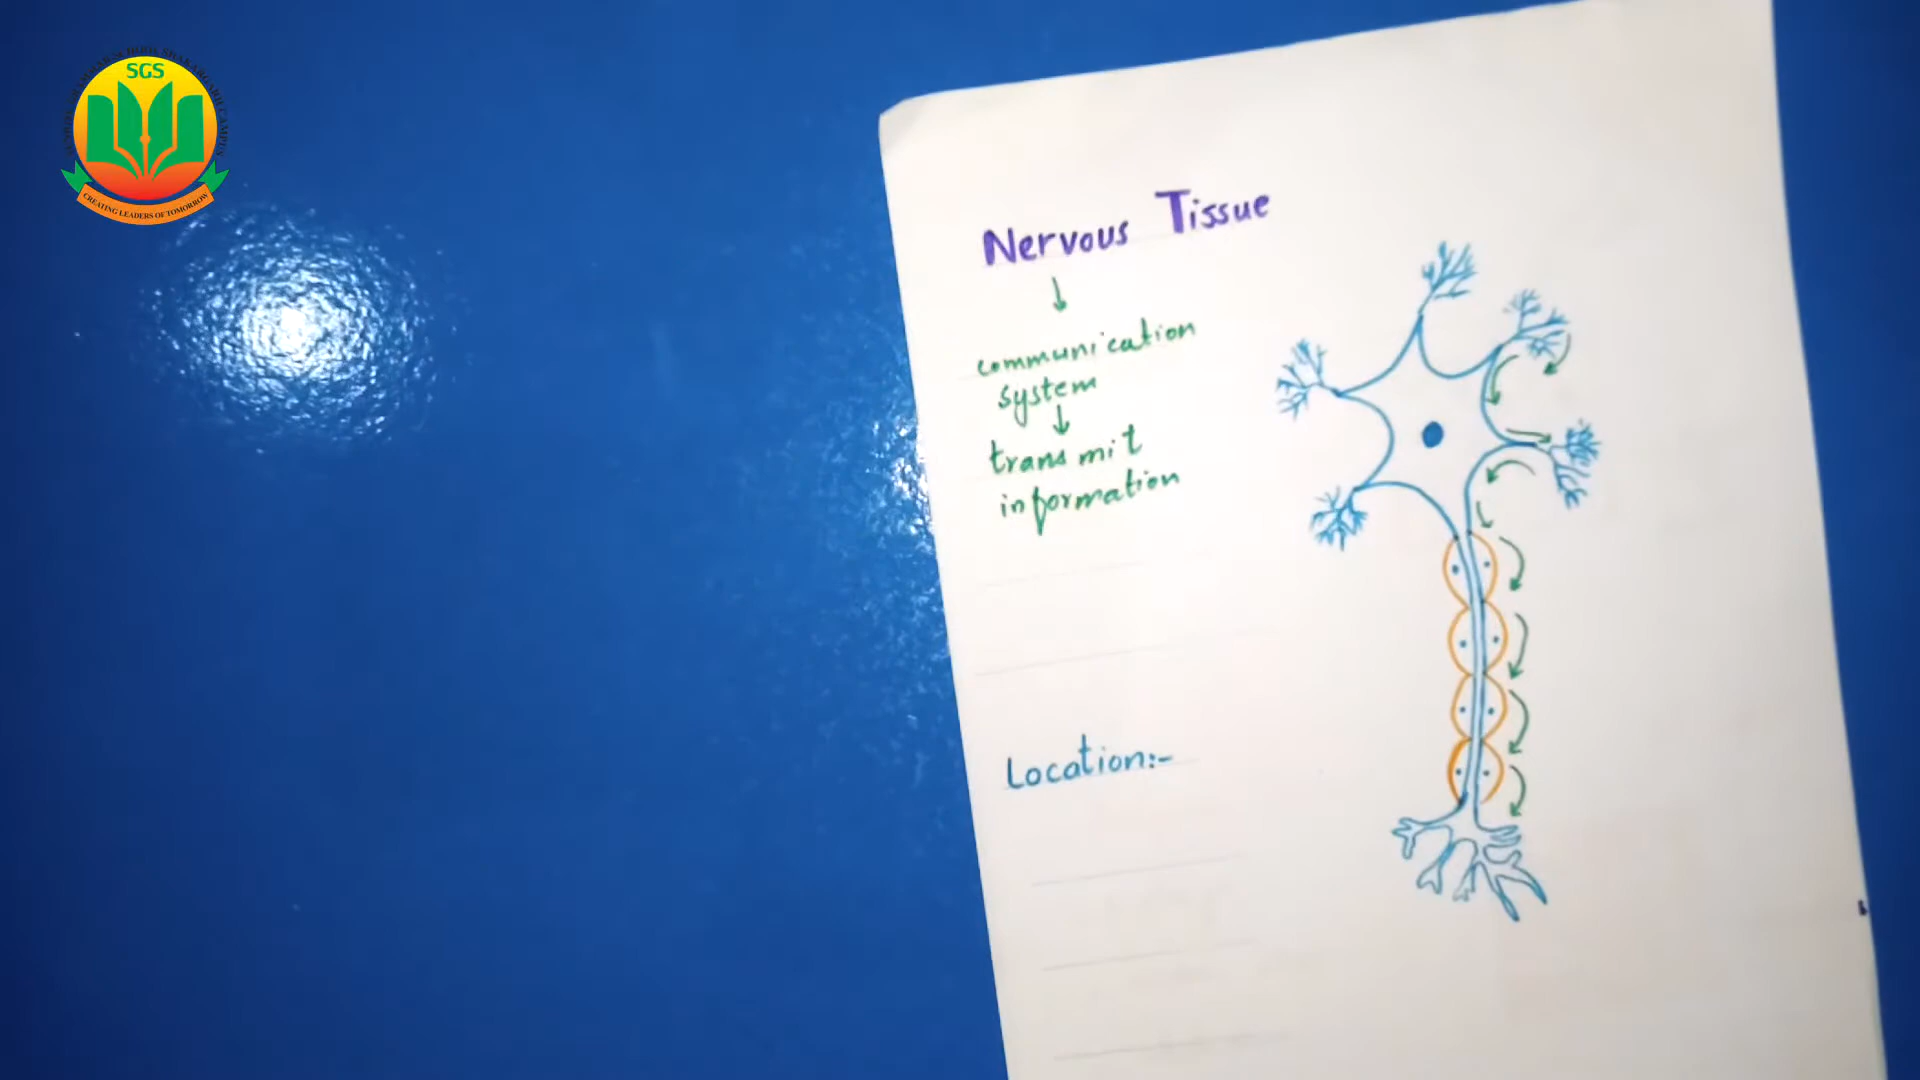 SGS
CREATING LEADERS OF TOMORROW
Nervous Tissue
↓
communication
system
↓
transmit
information
Location:-